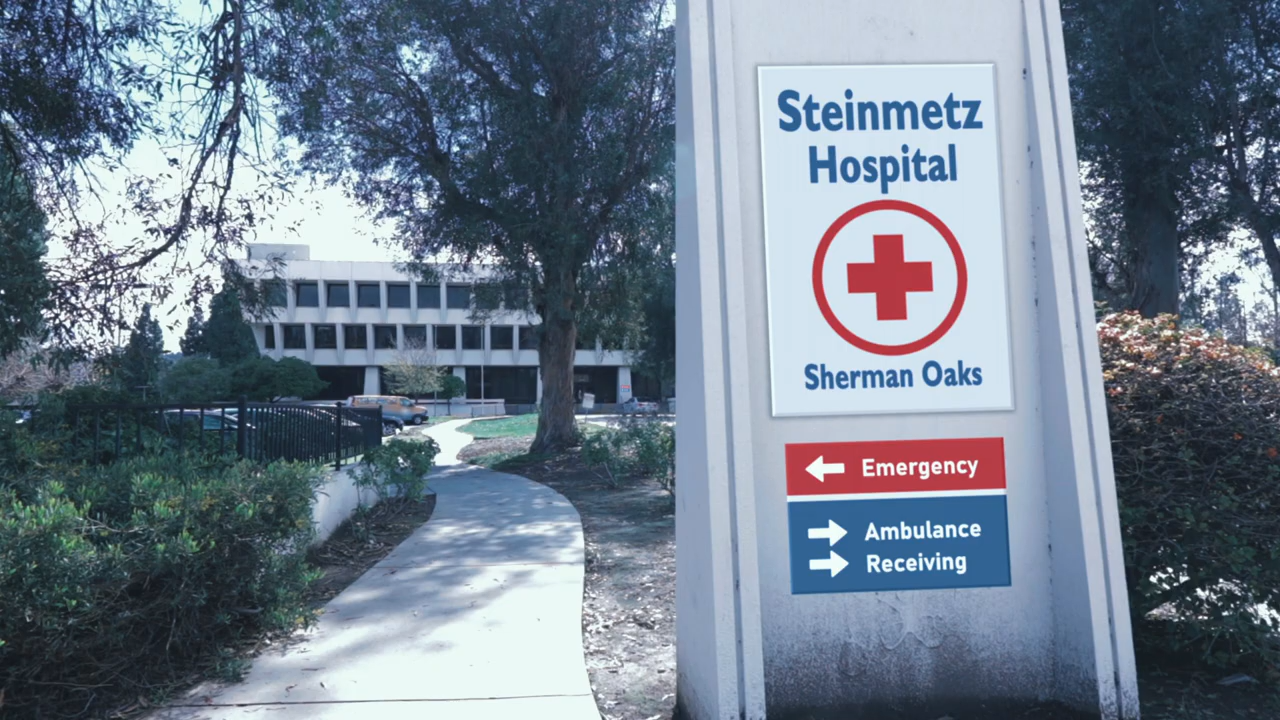 Steinmetz
Hospital
Sherman Oaks
Emergency
Ambulance
Receiving